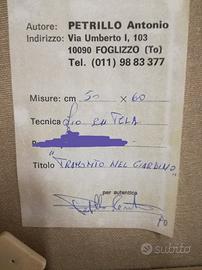 Autore: PETRILLO Antonio
Indirizzo: Via Umberto I, 103
10090 FOGLIZZO (To)
Tel. (011) 98 83 377
Misure: cm 50 x 60
Tecnica olio su TELA
Titolo "TRAMONTO NEL GIARDINO"
per autentica
subito